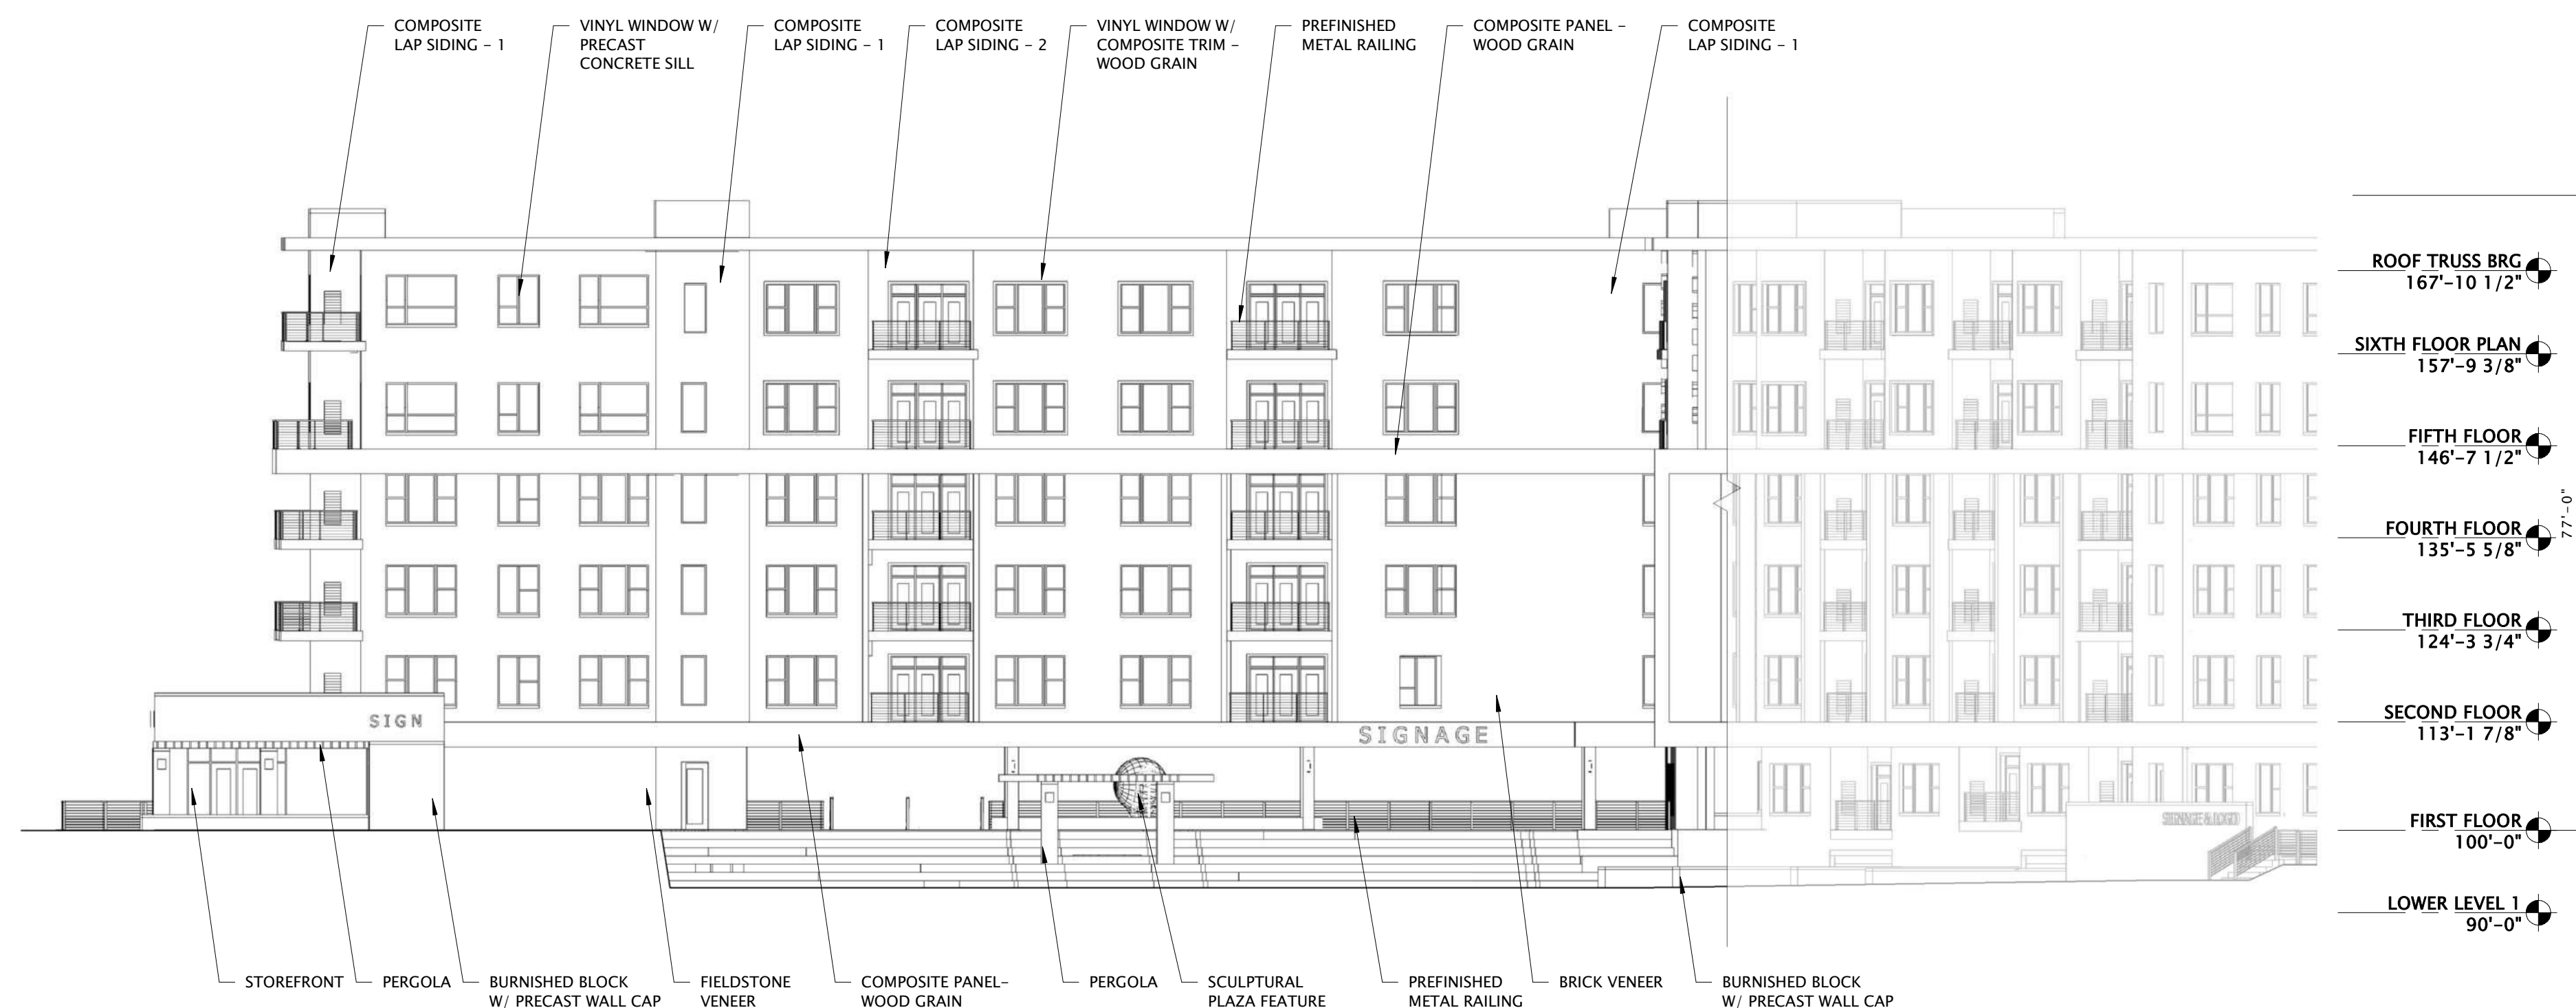 COMPOSITE
LAP SIDING - 1
VINYL WINDOW W/
PRECAST
CONCRETE SILL
COMPOSITE
LAP SIDING - 1
COMPOSITE
LAP SIDING - 2
VINYL WINDOW W/
COMPOSITE TRIM -
WOOD GRAIN
PREFINISHED
METAL RAILING
COMPOSITE PANEL -
WOOD GRAIN
COMPOSITE
LAP SIDING - 1
ROOF TRUSS BRG
167'-10 1/2"
SIXTH FLOOR PLAN
157'-9 3/8"
FIFTH FLOOR
146'-7 1/2"
77'-0"
FOURTH FLOOR
135'-5 5/8"
THIRD FLOOR
124'-3 3/4"
SECOND FLOOR
113'-1 7/8"
FIRST FLOOR
100'-0"
LOWER LEVEL 1
90'-0"
SIGN
SIGNAGE
SIGNAGE & LOGO
STOREFRONT
PERGOLA
BURNISHED BLOCK
W/ PRECAST WALL CAP
FIELDSTONE
VENEER
COMPOSITE PANEL-
WOOD GRAIN
PERGOLA
SCULPTURAL
PLAZA FEATURE
PREFINISHED
METAL RAILING
BRICK VENEER
BURNISHED BLOCK
W/ PRECAST WALL CAP